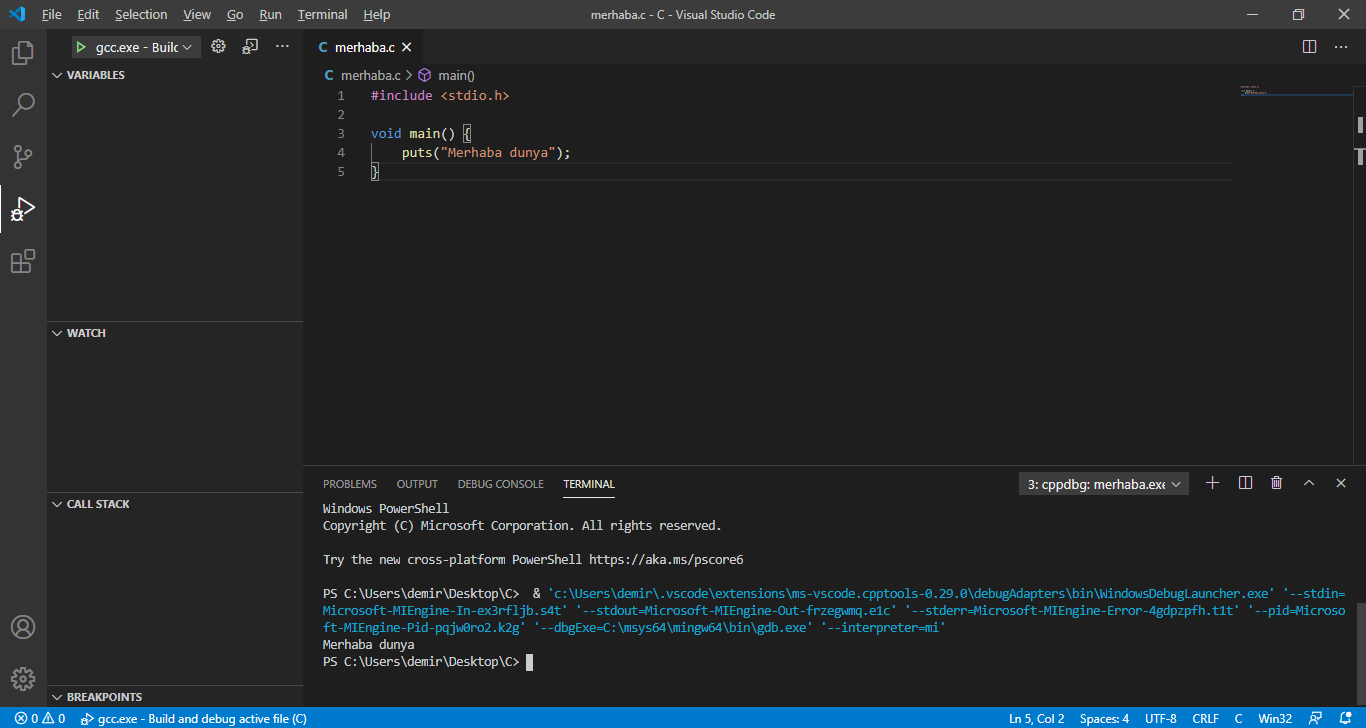 File Edit Selection View Go Run Terminal Help merhaba.c - C - Visual Studio Code
gcc.exe - Builc
merhaba.c
VARIABLES
merhaba.c > main()
1 #include <stdio.h>
2
3 void main() {
4 puts("Merhaba dunya");
5 }
WATCH
CALL STACK
BREAKPOINTS
PROBLEMS OUTPUT DEBUG CONSOLE TERMINAL 3: cppdbg: merhaba.exe
Windows PowerShell
Copyright (C) Microsoft Corporation. All rights reserved.
Try the new cross-platform PowerShell https://aka.ms/pscore6
PS C:\Users\demir\Desktop\C>  & 'c:\Users\demir\.vscode\extensions\ms-vscode.cpptools-0.29.0\debugAdapters\bin\WindowsDebugLauncher.exe' '--stdin=
Microsoft-MIEngine-In-ex3rfljb.s4t' '--stdout=Microsoft-MIEngine-Out-frzegwmq.e1c' '--stderr=Microsoft-MIEngine-Error-4gdpzpfh.t1t' '--pid=Microso
ft-MIEngine-Pid-pqjw0ro2.k2g' '--dbgExe=C:\msys64\mingw64\bin\gdb.exe' '--interpreter=mi'
Merhaba dunya
PS C:\Users\demir\Desktop\C>
0 0 gcc.exe - Build and debug active file (C) Ln 5, Col 2 Spaces: 4 UTF-8 CRLF C Win32